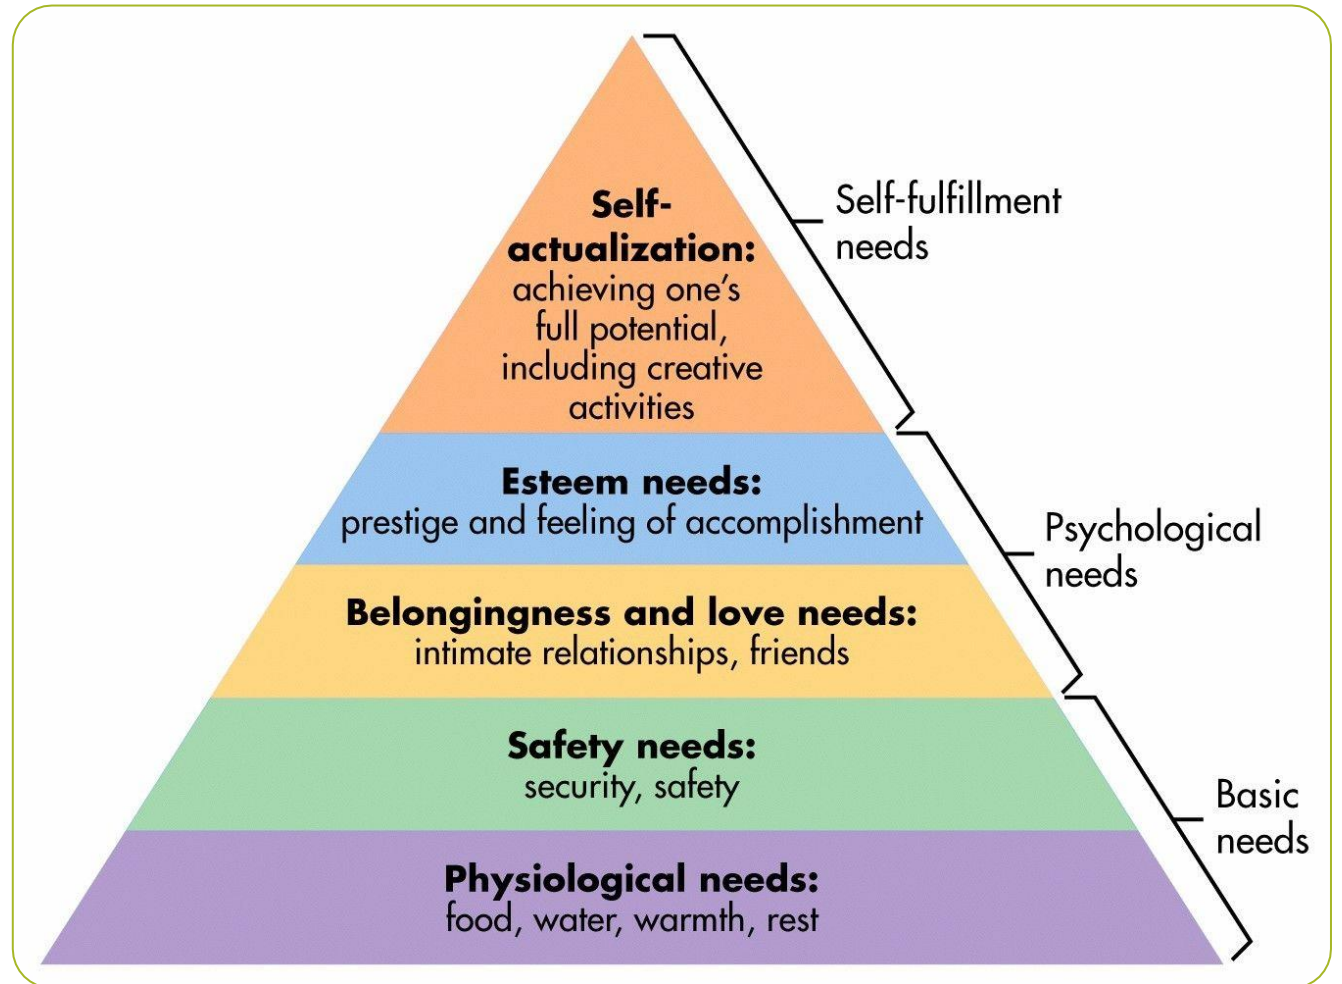 Self-
actualization:
achieving one's
full potential,
including creative
activities
Self-fulfillment
needs
Esteem needs:
prestige and feeling of accomplishment
Belongingness and love needs:
intimate relationships, friends
Psychological
needs
Safety needs:
security, safety
Physiological needs:
food, water, warmth, rest
Basic
needs